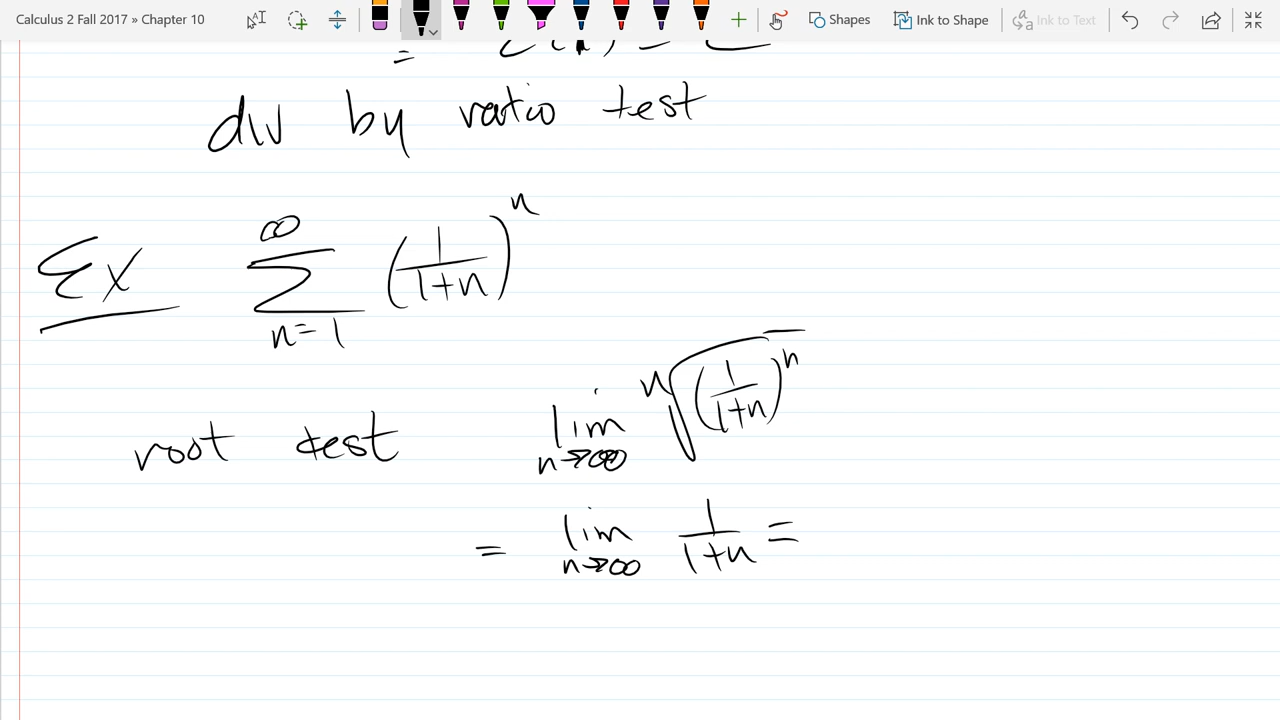 Calculus 2 Fall 2017 » Chapter 10
Shapes
Ink to Shape
Ink to Text
div by ratio test
Ex ∑_{n=1}^{∞} (1/(1+n))^n
root test lim_{n→∞} ⁿ√((1/(1+n))^n)
= lim_{n→∞} 1/(1+n) =